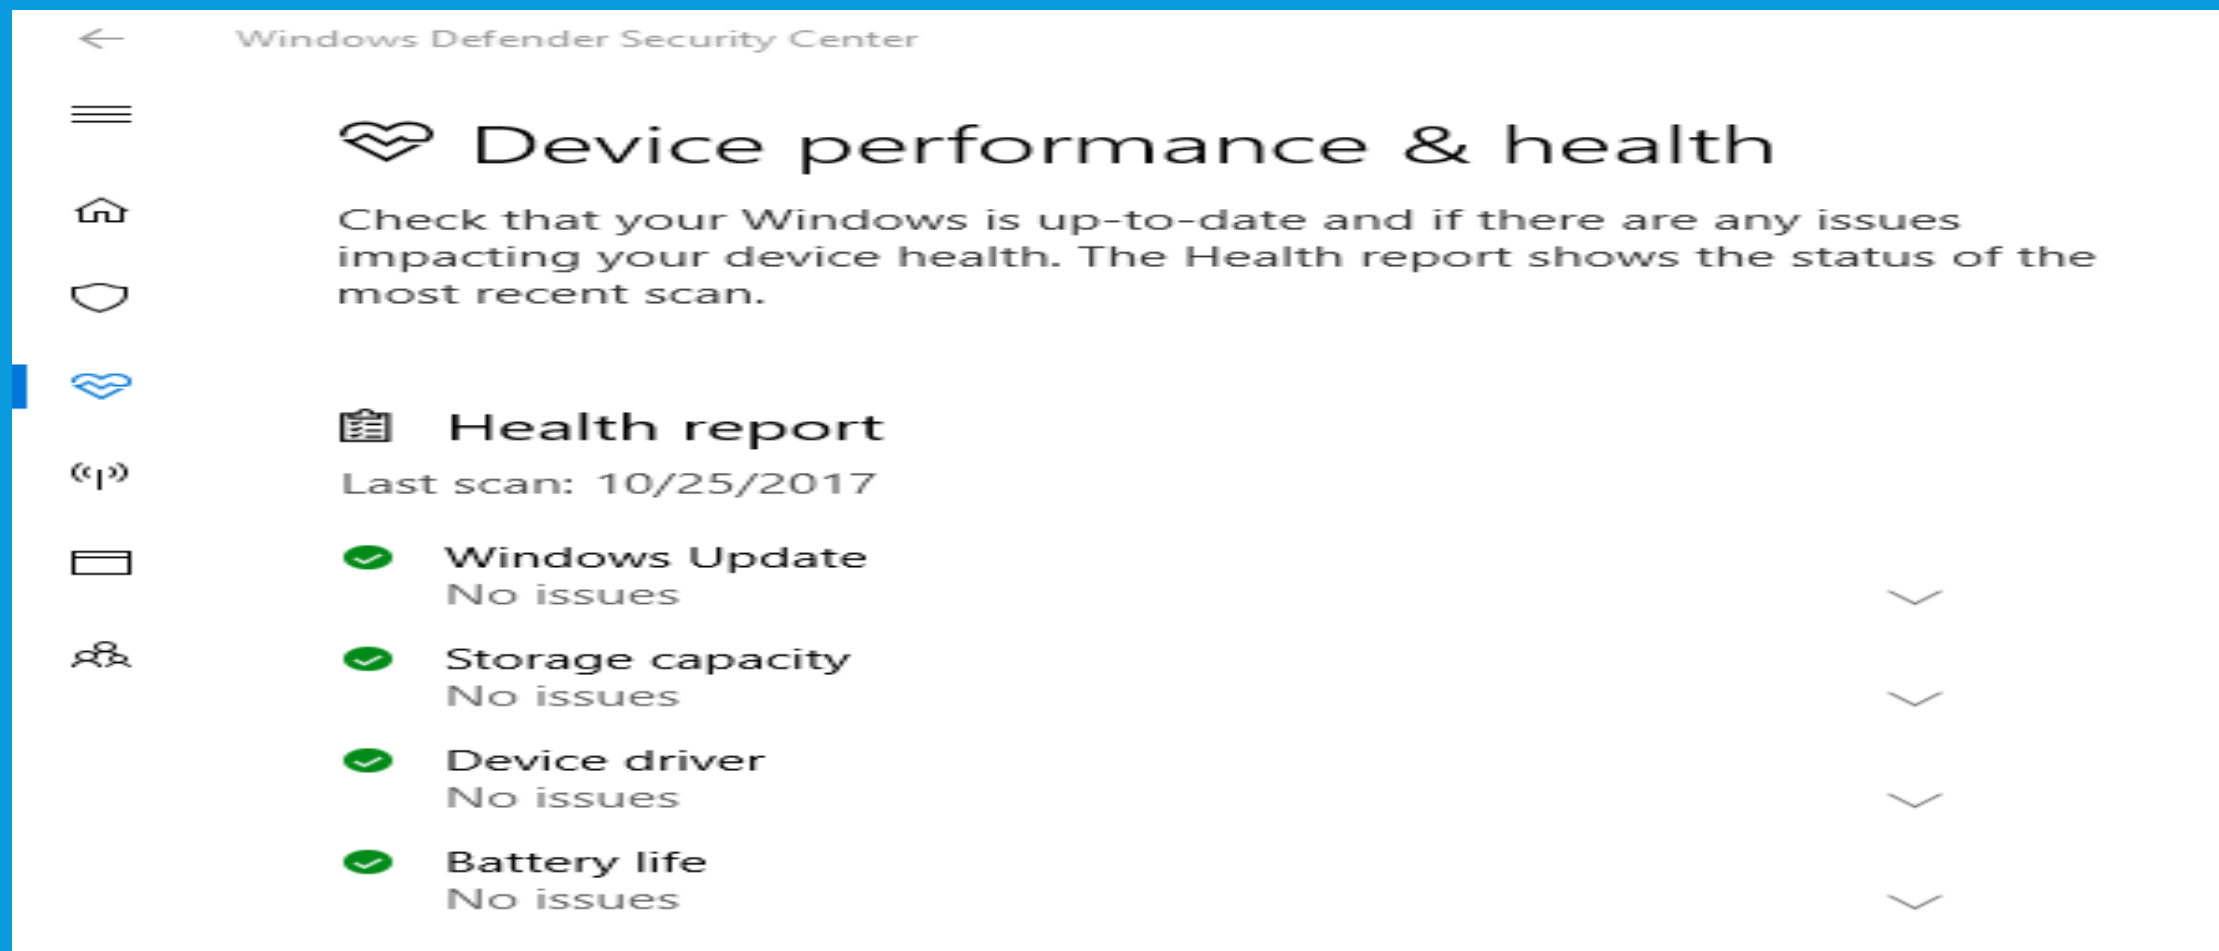 Windows Defender Security Center
Device performance & health
Check that your Windows is up-to-date and if there are any issues
impacting your device health. The Health report shows the status of the
most recent scan.
Health report
Last scan: 10/25/2017
Windows Update
No issues
Storage capacity
No issues
Device driver
No issues
Battery life
No issues